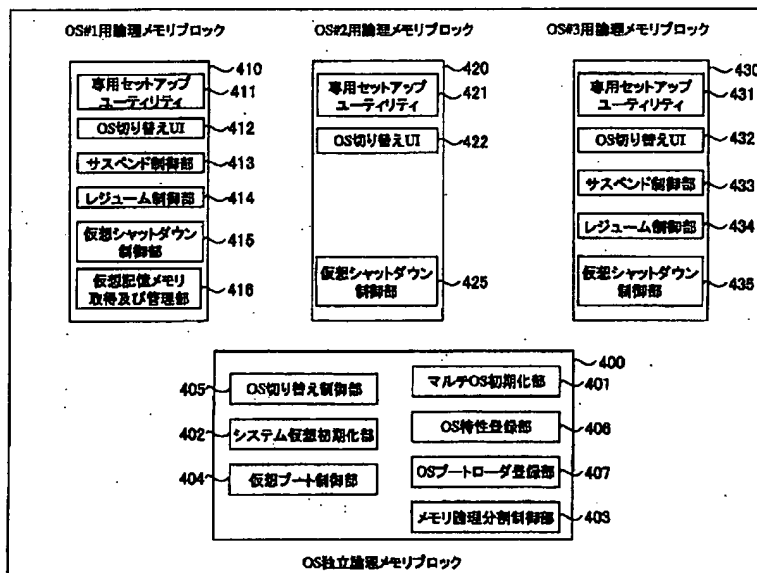 OS#1用論理メモリブロック
OS#2用論理メモリブロック
OS#3用論理メモリブロック
410
専用セットアップ
ユーティリティ
411
OS切り替えUI
412
サスペンド制御部
413
レジューム制御部
414
仮想シャットダウン
制御部
415
仮想記憶メモリ
取得及び管理部
416
420
専用セットアップ
ユーティリティ
421
OS切り替えUI
422
仮想シャットダウン
制御部
425
430
専用セットアップ
ユーティリティ
431
OS切り替えUI
432
サスペンド制御部
433
レジューム制御部
434
仮想シャットダウン
制御部
435
400
405
OS切り替え制御部
402
システム仮想初期化部
404
仮想ブート制御部
マルチOS初期化部
401
OS特性登録部
406
OSブートローダ登録部
407
メモリ論理分割制御部
403
OS独立論理メモリブロック